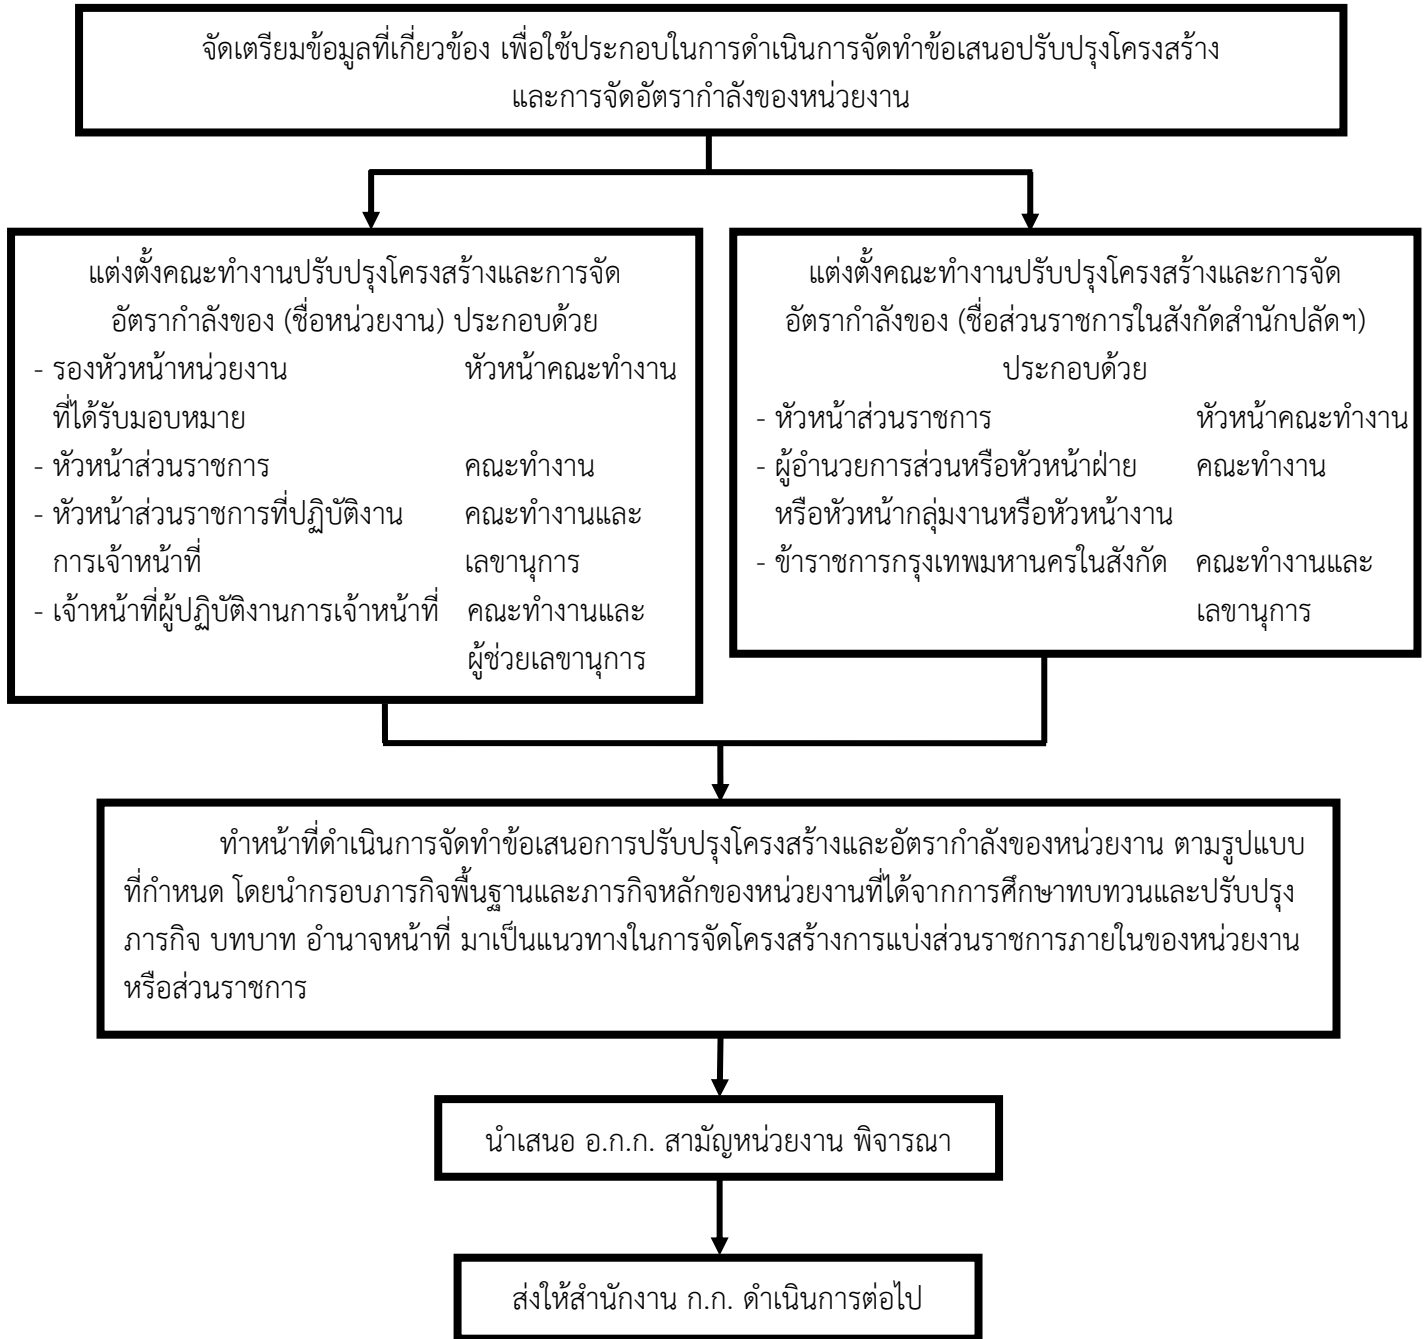 จัดเตรียมข้อมูลที่เกี่ยวข้อง เพื่อใช้ประกอบในการดำเนินการจัดทำข้อเสนอปรับปรุงโครงสร้าง
และการจัดอัตรากำลังของหน่วยงาน
แต่งตั้งคณะทำงานปรับปรุงโครงสร้างและการจัด
อัตรากำลังของ (ชื่อหน่วยงาน) ประกอบด้วย
- รองหัวหน้าหน่วยงาน หัวหน้าคณะทำงาน
ที่ได้รับมอบหมาย
- หัวหน้าส่วนราชการ คณะทำงาน
- หัวหน้าส่วนราชการที่ปฏิบัติงาน คณะทำงานและ
การเจ้าหน้าที่ เลขานุการ
- เจ้าหน้าที่ผู้ปฏิบัติงานการเจ้าหน้าที่ คณะทำงานและ
ผู้ช่วยเลขานุการ
แต่งตั้งคณะทำงานปรับปรุงโครงสร้างและการจัด
อัตรากำลังของ (ชื่อส่วนราชการในสังกัดสำนักปลัดฯ)
ประกอบด้วย
- หัวหน้าส่วนราชการ หัวหน้าคณะทำงาน
- ผู้อำนวยการส่วนหรือหัวหน้าฝ่าย คณะทำงาน
หรือหัวหน้ากลุ่มงานหรือหัวหน้างาน
- ข้าราชการกรุงเทพมหานครในสังกัด คณะทำงานและ
เลขานุการ
ทำหน้าที่ดำเนินการจัดทำข้อเสนอการปรับปรุงโครงสร้างและอัตรากำลังของหน่วยงาน ตามรูปแบบ
ที่กำหนด โดยนำกรอบภารกิจพื้นฐานและภารกิจหลักของหน่วยงานที่ได้จากการศึกษาทบทวนและปรับปรุง
ภารกิจ บทบาท อำนาจหน้าที่ มาเป็นแนวทางในการจัดโครงสร้างการแบ่งส่วนราชการภายในของหน่วยงาน
หรือส่วนราชการ
นำเสนอ อ.ก.ก. สามัญหน่วยงาน พิจารณา
ส่งให้สำนักงาน ก.ก. ดำเนินการต่อไป